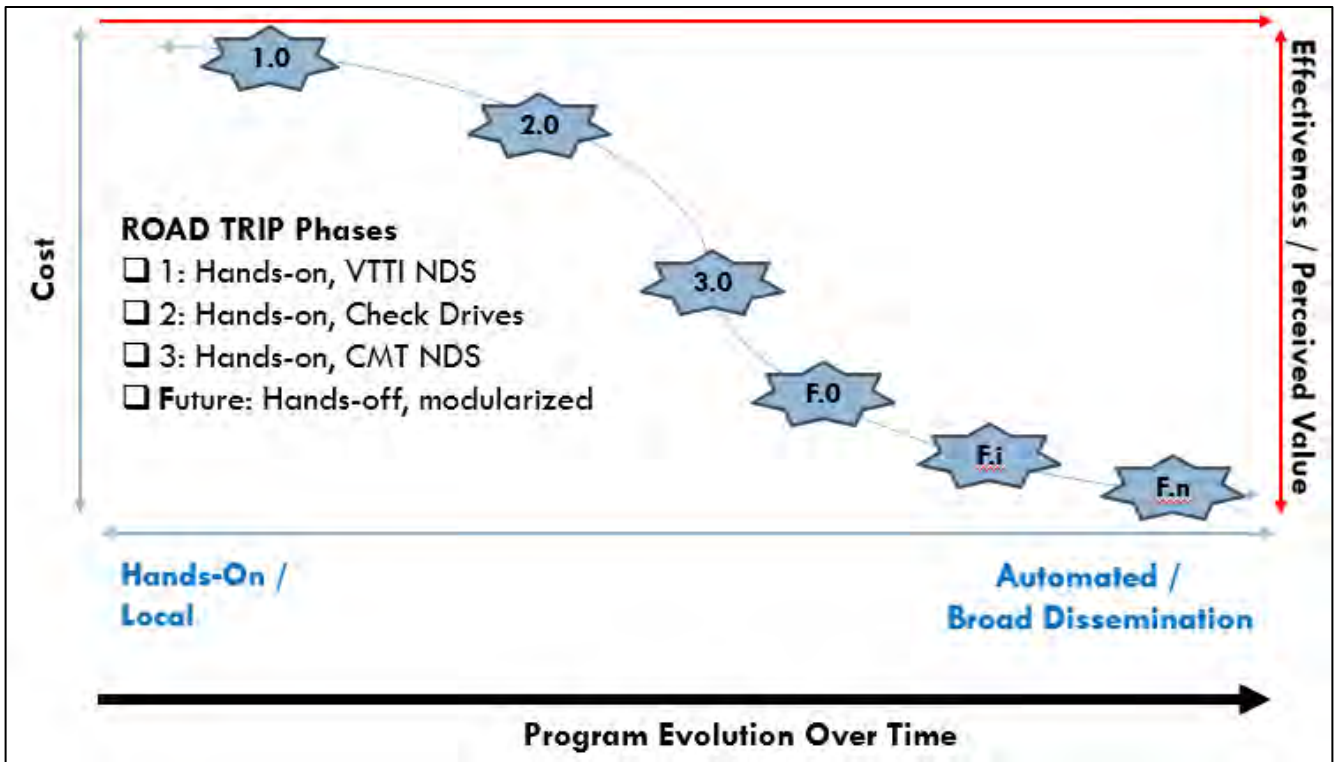 1.0
2.0
3.0
F.0
F.i
F.n
Cost
Effectiveness / Perceived Value
ROAD TRIP Phases
❑ 1: Hands-on, VTTI NDS
❑ 2: Hands-on, Check Drives
❑ 3: Hands-on, CMT NDS
❑ Future: Hands-off, modularized
Hands-On /
Local
Automated /
Broad Dissemination
Program Evolution Over Time